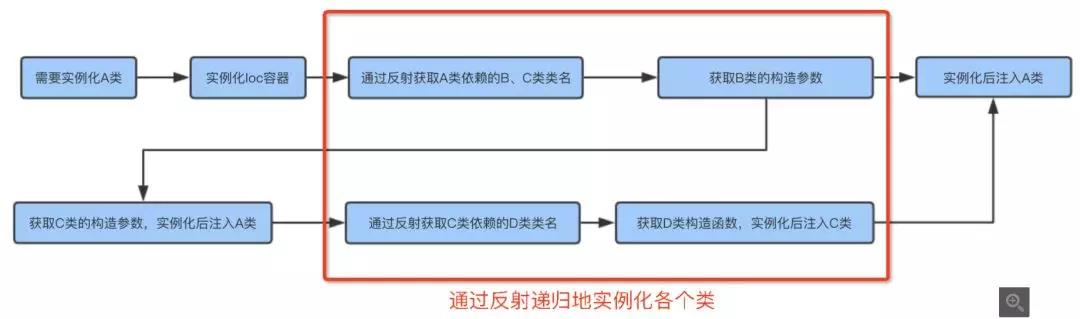 需要实例化A类
实例化Ioc容器
通过反射获取A类依赖的B、C类类名
获取B类的构造参数
实例化后注入A类
获取C类的构造参数，实例化后注入A类
通过反射获取C类依赖的D类类名
获取D类构造函数，实例化后注入C类
通过反射递归地实例化各个类